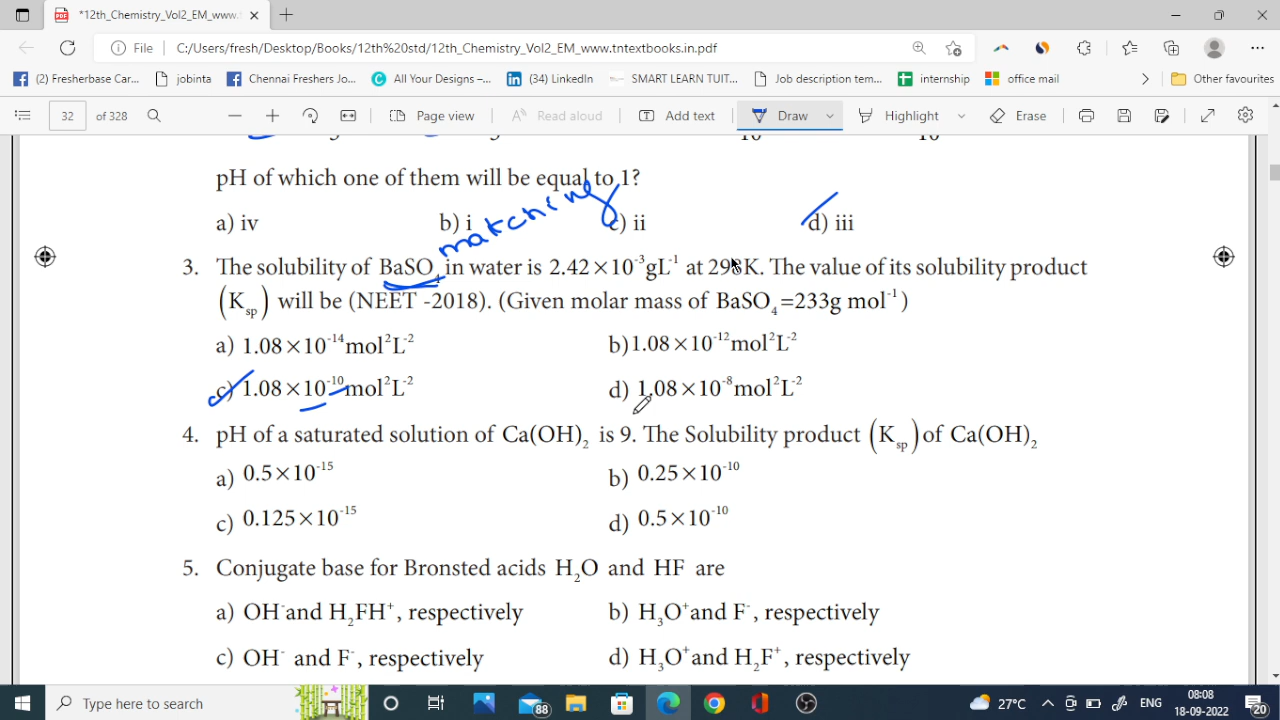 *12th_Chemistry_Vol2_EM_www.
File C:/Users/fresh/Desktop/Books/12th%20std/12th_Chemistry_Vol2_EM_www.tntextbooks.in.pdf
(2) Fresherbase Car... jobinta Chennai Freshers Jo... All Your Designs –... (34) LinkedIn SMART LEARN TUIT... Job description tem... internship office mail Other favourites
32 of 328 Page view Read aloud Add text Draw Highlight Erase
pH of which one of them will be equal to 1?
matching
a) iv b) i c) ii d) iii
3. The solubility of BaSO₄ in water is 2.42×10⁻³gL⁻¹ at 298K. The value of its solubility product
(Kₛₚ) will be (NEET -2018). (Given molar mass of BaSO₄=233g mol⁻¹)
a) 1.08×10⁻¹⁴mol²L⁻² b)1.08×10⁻¹²mol²L⁻²
c) 1.08×10⁻¹⁰mol²L⁻² d) 1.08×10⁻⁸mol²L⁻²
4. pH of a saturated solution of Ca(OH)₂ is 9. The Solubility product (Kₛₚ) of Ca(OH)₂
a) 0.5×10⁻¹⁵ b) 0.25×10⁻¹⁰
c) 0.125×10⁻¹⁵ d) 0.5×10⁻¹⁰
5. Conjugate base for Bronsted acids H₂O and HF are
a) OH⁻and H₂FH⁺, respectively b) H₃O⁺and F⁻, respectively
c) OH⁻ and F⁻, respectively d) H₃O⁺and H₂F⁺, respectively
Type here to search 88 27°C ENG 08:08
18-09-2022 20